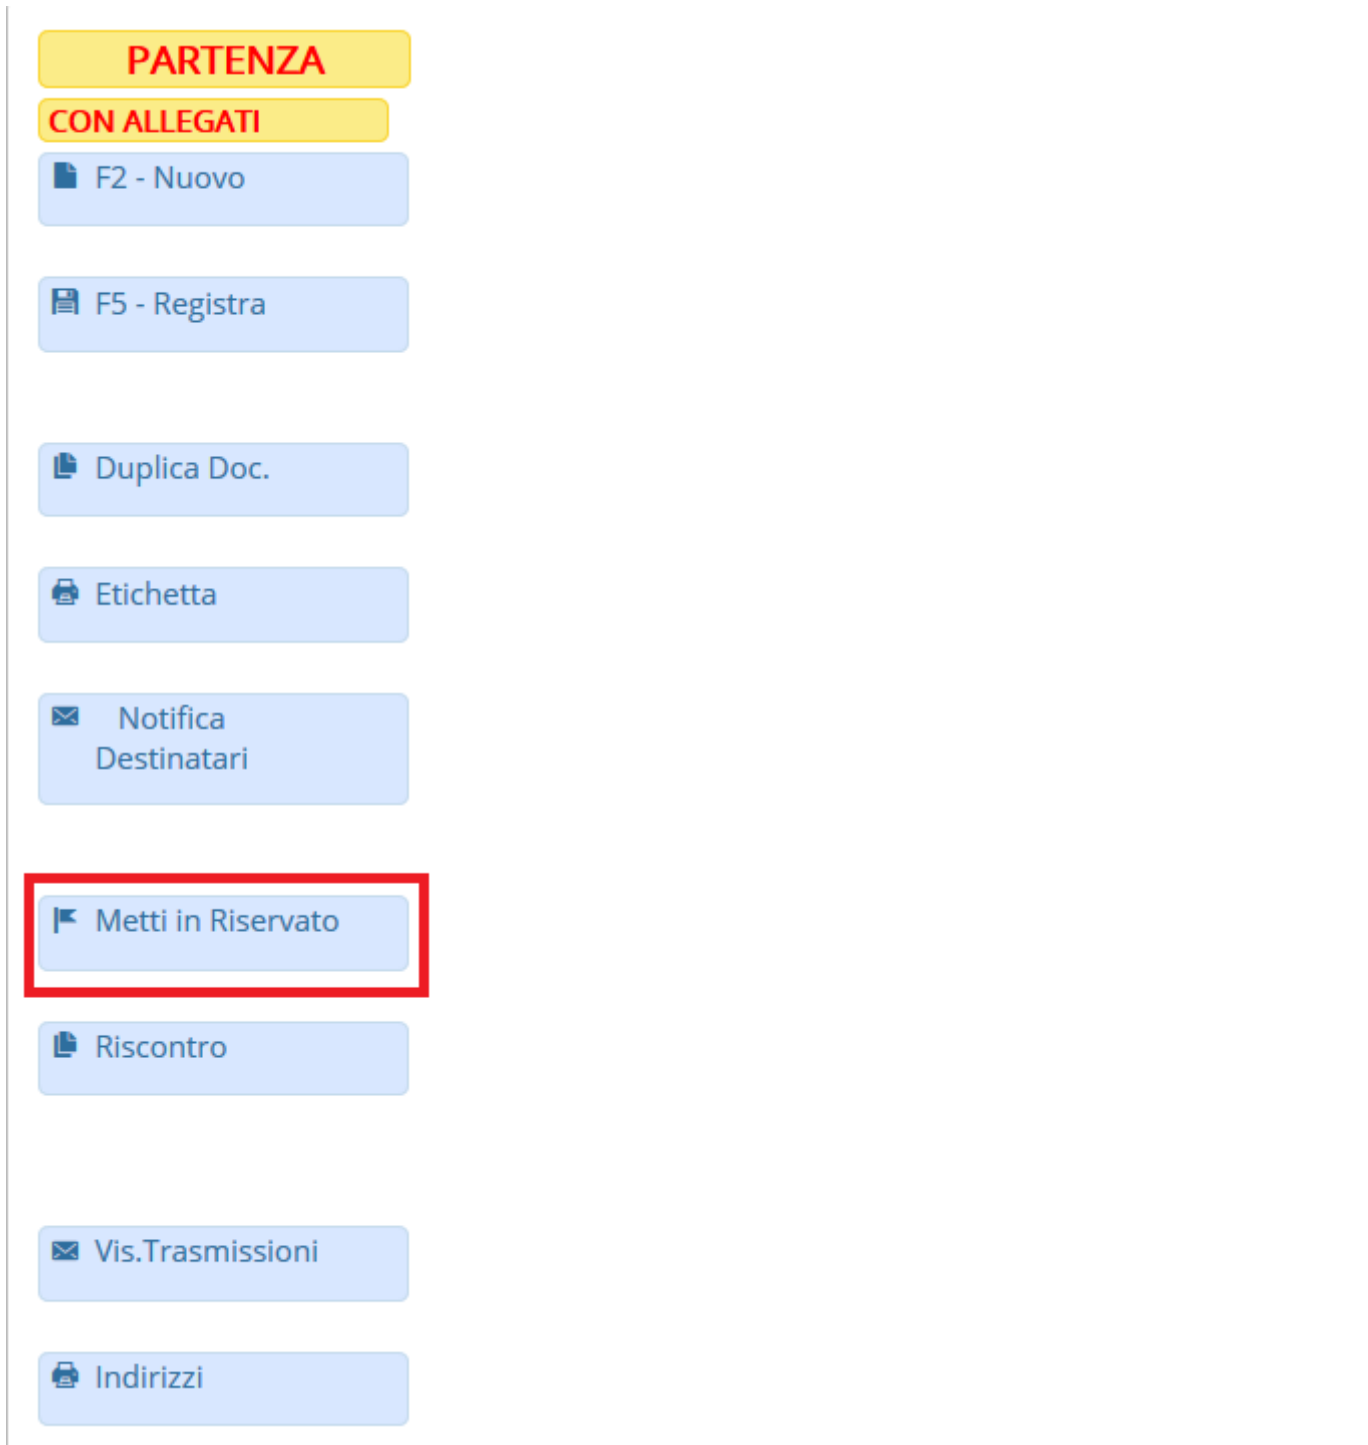 PARTENZA
CON ALLEGATI
F2 - Nuovo
F5 - Registra
Duplica Doc.
Etichetta
Notifica
Destinatari
Metti in Riservato
Riscontro
Vis.Trasmissioni
Indirizzi